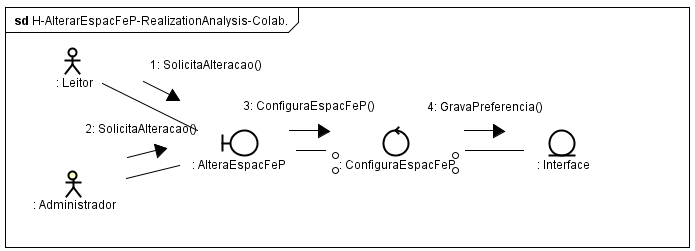 sd H-AlterarEspacFeP-RealizationAnalysis-Colab.
1: SolicitaAlteracao()
: Leitor
3: ConfiguraEspacFeP()
4: GravaPreferencia()
2: SolicitaAlteracao()
: AlteraEspacFeP
: ConfiguraEspacFeP
: Interface
: Administrador